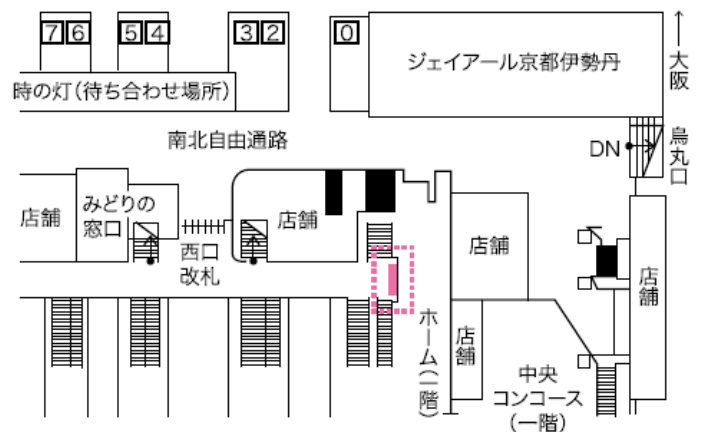 7 6 5 4 3 2 0
ジェイアール京都伊勢丹
↑
大阪
時の灯(待ち合わせ場所)
南北自由通路
DN
烏丸口
店舗
みどりの
窓口
西口
改札
店舗
店舗
店舗
ホーム(一階)
店舗
中央
コンコース
(一階)